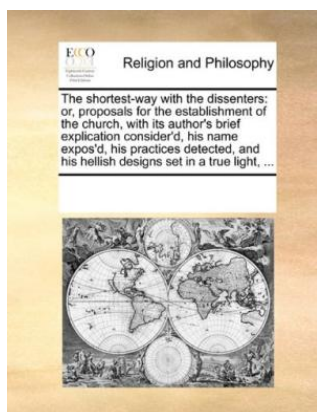 ECCO
Religion and Philosophy
The shortest-way with the dissenters:
or, proposals for the establishment of
the church, with its author's brief
explication consider'd, his name
expos'd, his practices detected, and
his hellish designs set in a true light, ...